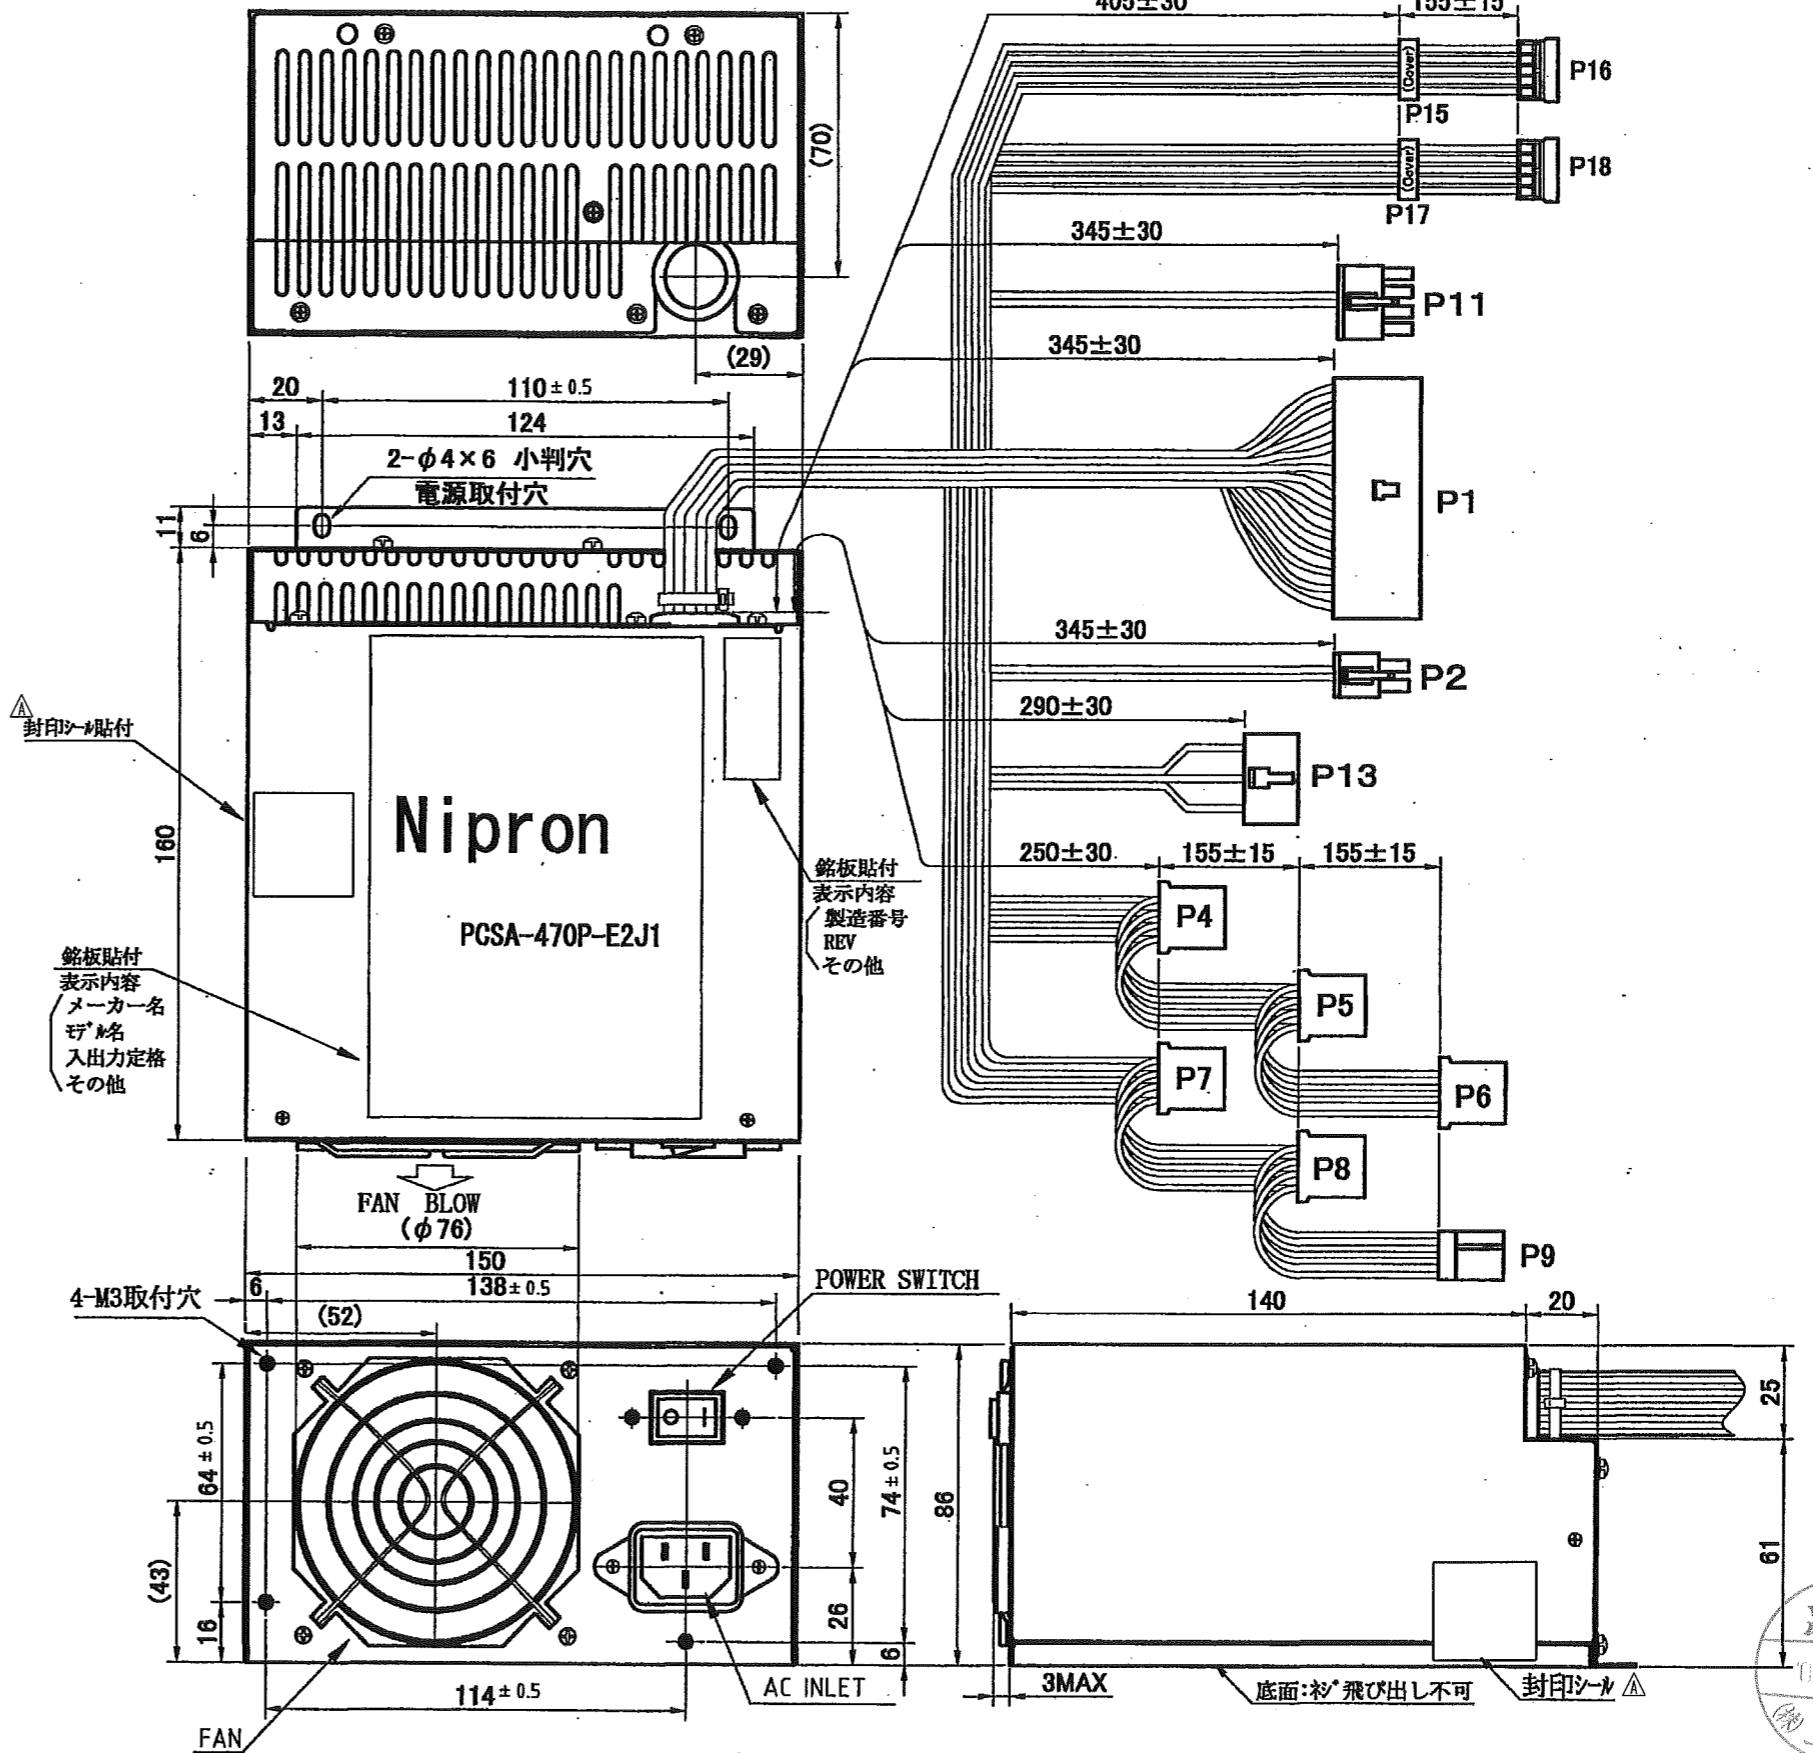 405±30
155±15
P16
(Cover)
P15
P18
(Cover)
P17
(70)
345±30
P11
345±30
(29)
20
110±0.5
13
124
2-φ4×6 小判穴
電源取付穴
P1
11
6
345±30
P2
290±30
P13
Ⓐ
封印シール貼付
160
Nipron
PCSA-470P-E2J1
銘板貼付
表示内容
製造番号
REV
その他
銘板貼付
表示内容
メーカー名
モデル名
入出力定格
その他
250±30
155±15
155±15
P4
P5
P6
P7
P8
P9
FAN BLOW
(φ76)
150
6
138±0.5
POWER SWITCH
4-M3取付穴
(52)
140
20
64±0.5
(43)
16
40
74±0.5
26
6
86
25
61
114±0.5
AC INLET
FAN
3MAX
底面:ネジ飛び出し不可
封印シール
A